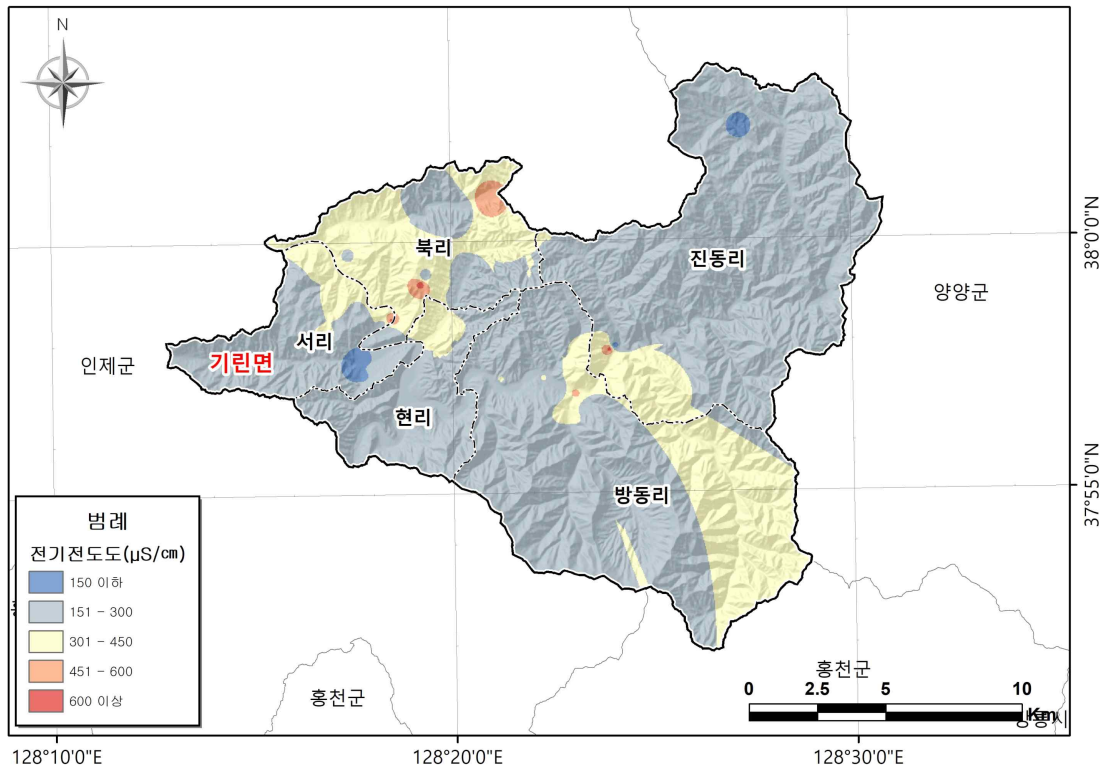 N
북리
진동리
양양군
서리
기린면
인제군
현리
방동리
범례
전기전도도(μS/㎝)
150 이하
151 - 300
301 - 450
451 - 600
600 이상
홍천군
홍천군
0 2.5 5 10
Km
38°0'0"N
37°55'0"N
128°10'0"E
128°20'0"E
128°30'0"E